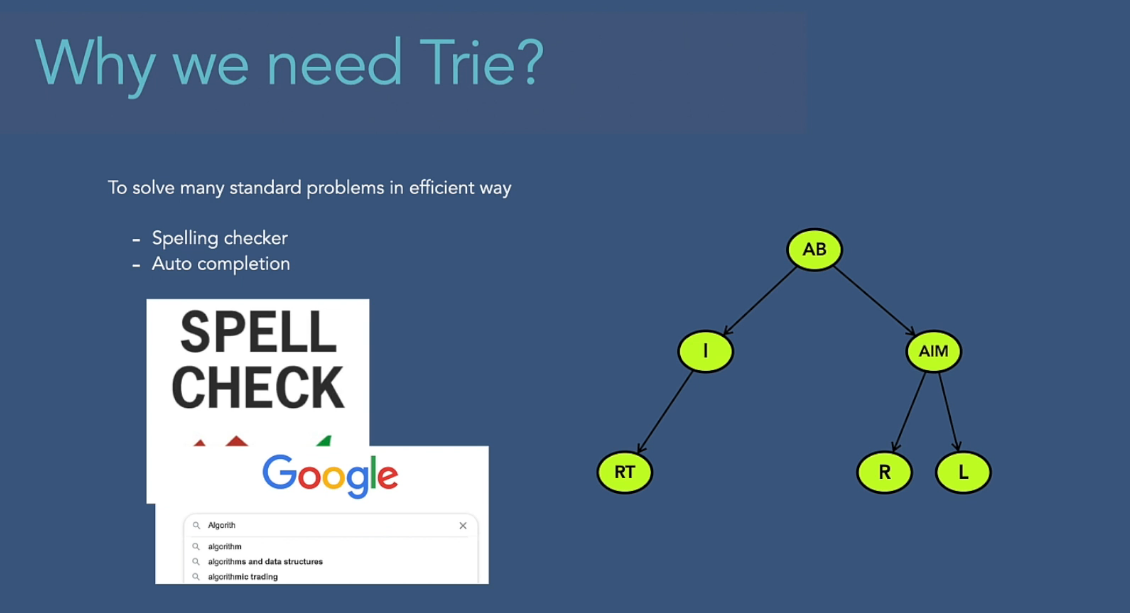 Why we need Trie?
To solve many standard problems in efficient way
- Spelling checker
- Auto completion
SPELL
CHECK
Google
Algorith
algorithm
algorithms and data structures
algorithmic trading
AB
I
AIM
RT
R
L